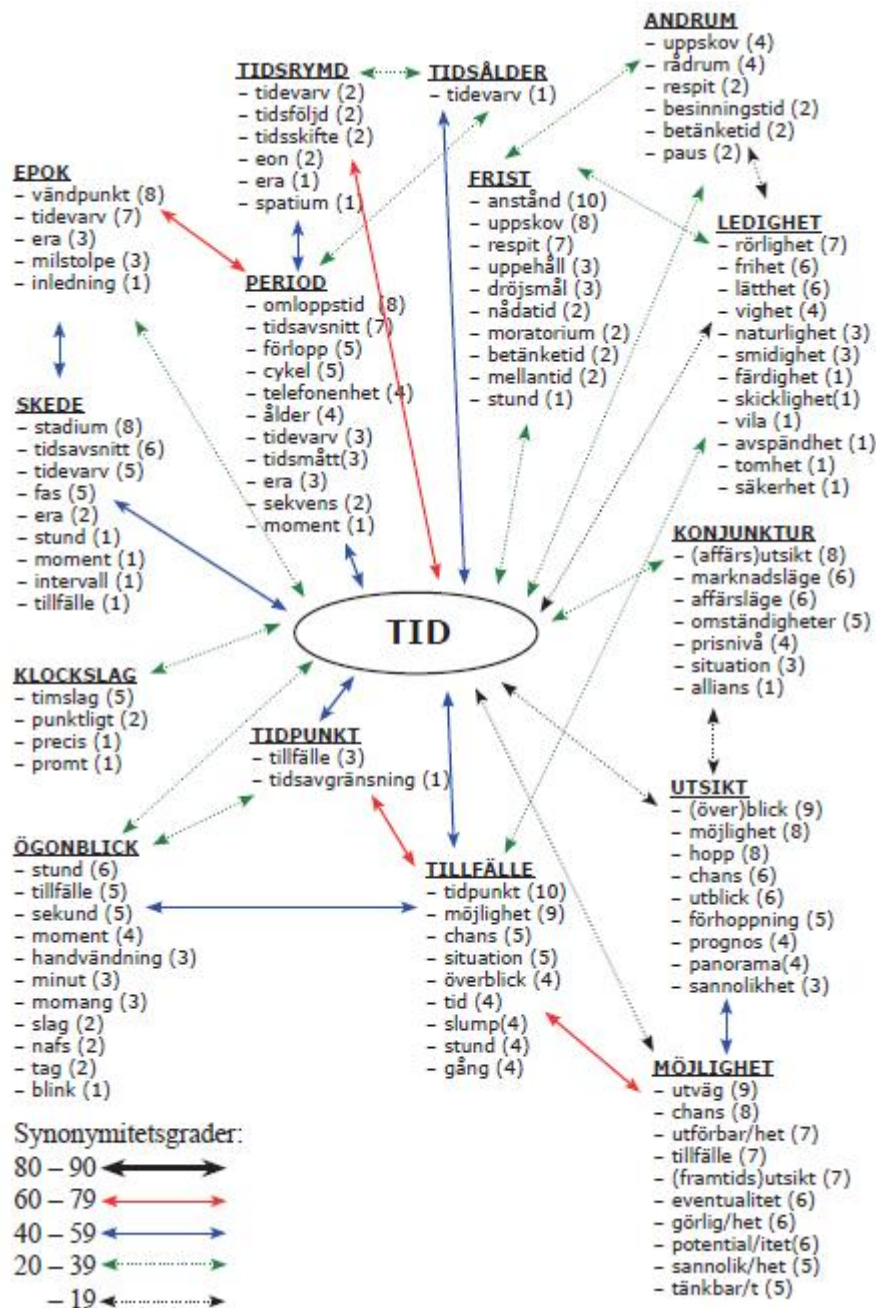 ANDRUM
– uppskov (4)
– rådrum (4)
– respit (2)
– besinningstid (2)
– betänketid (2)
– paus (2)
TIDSRYMD
– tidevarv (2)
– tidsföljd (2)
– tidsskifte (2)
– eon (2)
– era (1)
– spatium (1)
TIDSÅLDER
– tidevarv (1)
EPOK
– vändpunkt (8)
– tidevarv (7)
– era (3)
– milstolpe (3)
– inledning (1)
FRIST
– anstånd (10)
– uppskov (8)
– respit (7)
– uppehåll (3)
– dröjsmål (3)
– nådatid (2)
– moratorium (2)
– betänketid (2)
– mellantid (2)
– stund (1)
LEDIGHET
– rörlighet (7)
– frihet (6)
– lätthet (6)
– vighet (4)
– naturlighet (3)
– smidighet (3)
– färdighet (1)
– skicklighet(1)
– vila (1)
– avspändhet (1)
– tomhet (1)
– säkerhet (1)
PERIOD
– omloppstid (8)
– tidsavsnitt (7)
– förlopp (5)
– cykel (5)
– telefonenhet (4)
– ålder (4)
– tidevarv (3)
– tidsmått(3)
– era (3)
– sekvens (2)
– moment (1)
SKEDE
– stadium (8)
– tidsavsnitt (6)
– tidevarv (5)
– fas (5)
– era (2)
– stund (1)
– moment (1)
– intervall (1)
– tillfälle (1)
KONJUNKTUR
– (affärs)utsikt (8)
– marknadsläge (6)
– affärsläge (6)
– omständigheter (5)
– prisnivå (4)
– situation (3)
– allians (1)
TID
KLOCKSLAG
– timslag (5)
– punktligt (2)
– precis (1)
– promt (1)
TIDPUNKT
– tillfälle (3)
– tidsavgränsning (1)
UTSIKT
– (över)blick (9)
– möjlighet (8)
– hopp (8)
– chans (6)
– utblick (6)
– förhoppning (5)
– prognos (4)
– panorama(4)
– sannolikhet (3)
ÖGONBLICK
– stund (6)
– tillfälle (5)
– sekund (5)
– moment (4)
– handvändning (3)
– minut (3)
– momang (3)
– slag (2)
– nafs (2)
– tag (2)
– blink (1)
TILLFÄLLE
– tidpunkt (10)
– möjlighet (9)
– chans (5)
– situation (5)
– överblick (4)
– tid (4)
– slump(4)
– stund (4)
– gång (4)
MÖJLIGHET
– utväg (9)
– chans (8)
– utförbar/het (7)
– tillfälle (7)
– (framtids)utsikt (7)
– eventualitet (6)
– görlig/het (6)
– potential/itet(6)
– sannolik/het (5)
– tänkbar/t (5)
Synonymitetsgrader:
80 – 90
60 – 79
40 – 59
20 – 39
– 19